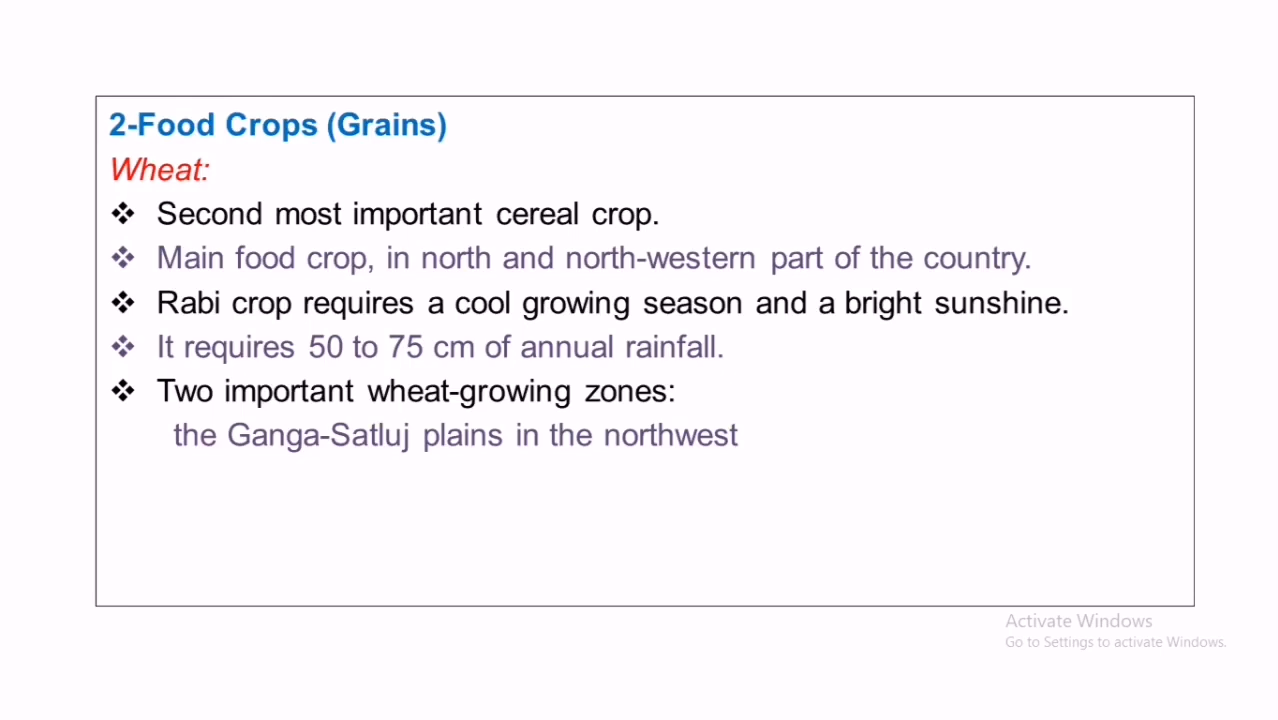 2-Food Crops (Grains)
Wheat:
❖ Second most important cereal crop.
❖ Main food crop, in north and north-western part of the country.
❖ Rabi crop requires a cool growing season and a bright sunshine.
❖ It requires 50 to 75 cm of annual rainfall.
❖ Two important wheat-growing zones:
the Ganga-Satluj plains in the northwest
Activate Windows
Go to Settings to activate Windows.